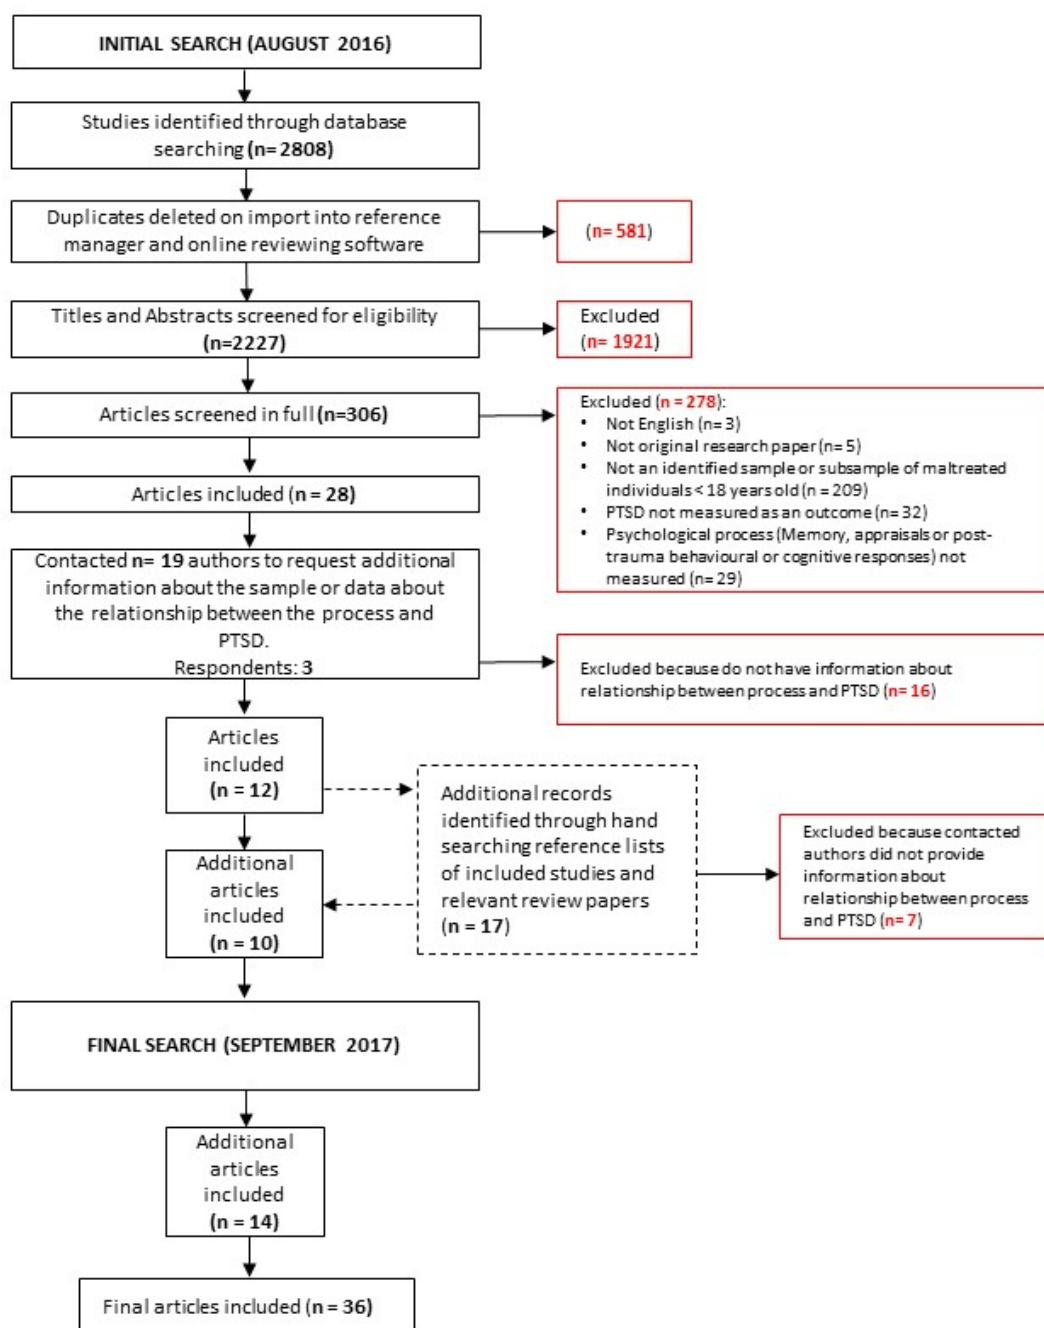 INITIAL SEARCH (AUGUST 2016)
Studies identified through database
searching (n= 2808)
Duplicates deleted on import into reference
manager and online reviewing software
(n= 581)
Titles and Abstracts screened for eligibility
(n=2227)
Excluded
(n= 1921)
Articles screened in full (n=306)
Excluded (n = 278):
• Not English (n= 3)
• Not original research paper (n= 5)
• Not an identified sample or subsample of maltreated
individuals < 18 years old (n = 209)
• PTSD not measured as an outcome (n= 32)
• Psychological process (Memory, appraisals or post-
trauma behavioural or cognitive responses) not
measured (n= 29)
Articles included (n = 28)
Contacted n= 19 authors to request additional
information about the sample or data about
the relationship between the process and
PTSD.
Respondents: 3
Excluded because do not have information about
relationship between process and PTSD (n= 16)
Articles
included
(n = 12)
Additional records
identified through hand
searching reference lists
of included studies and
relevant review papers
(n = 17)
Excluded because contacted
authors did not provide
information about
relationship between process
and PTSD (n= 7)
Additional
articles
included
(n = 10)
FINAL SEARCH (SEPTEMBER 2017)
Additional
articles
included
(n = 14)
Final articles included (n = 36)